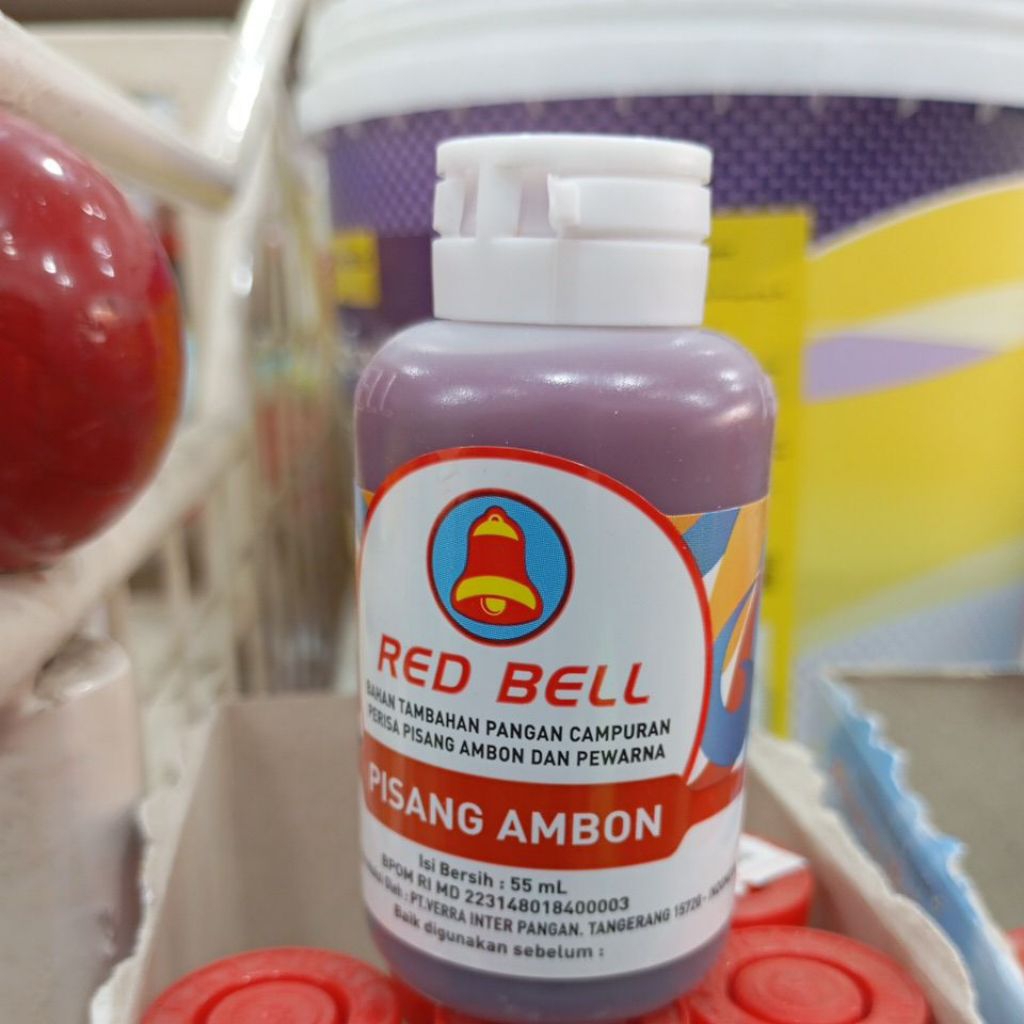 RED BELL
BAHAN TAMBAHAN PANGAN CAMPURAN
PERISA PISANG AMBON DAN PEWARNA
PISANG AMBON
Isi Bersih : 55 mL
BPOM RI MD 223148018400003
Oleh : PT.VERRA INTER PANGAN. TANGERANG 15720 -
Baik digunakan sebelum :